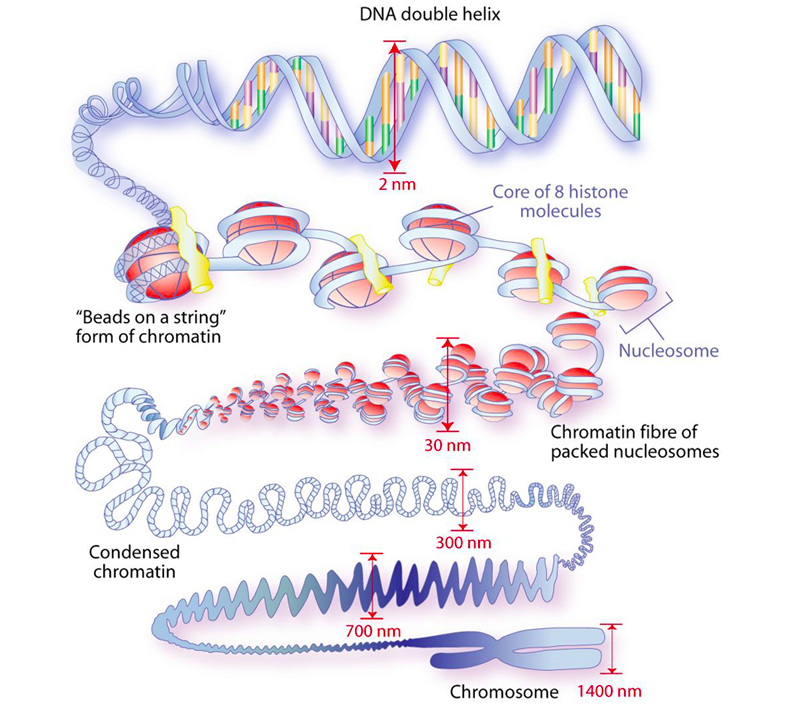 DNA double helix
2 nm
Core of 8 histone
molecules
“Beads on a string”
form of chromatin
Nucleosome
30 nm
Chromatin fibre of
packed nucleosomes
300 nm
Condensed
chromatin
700 nm
Chromosome
1400 nm